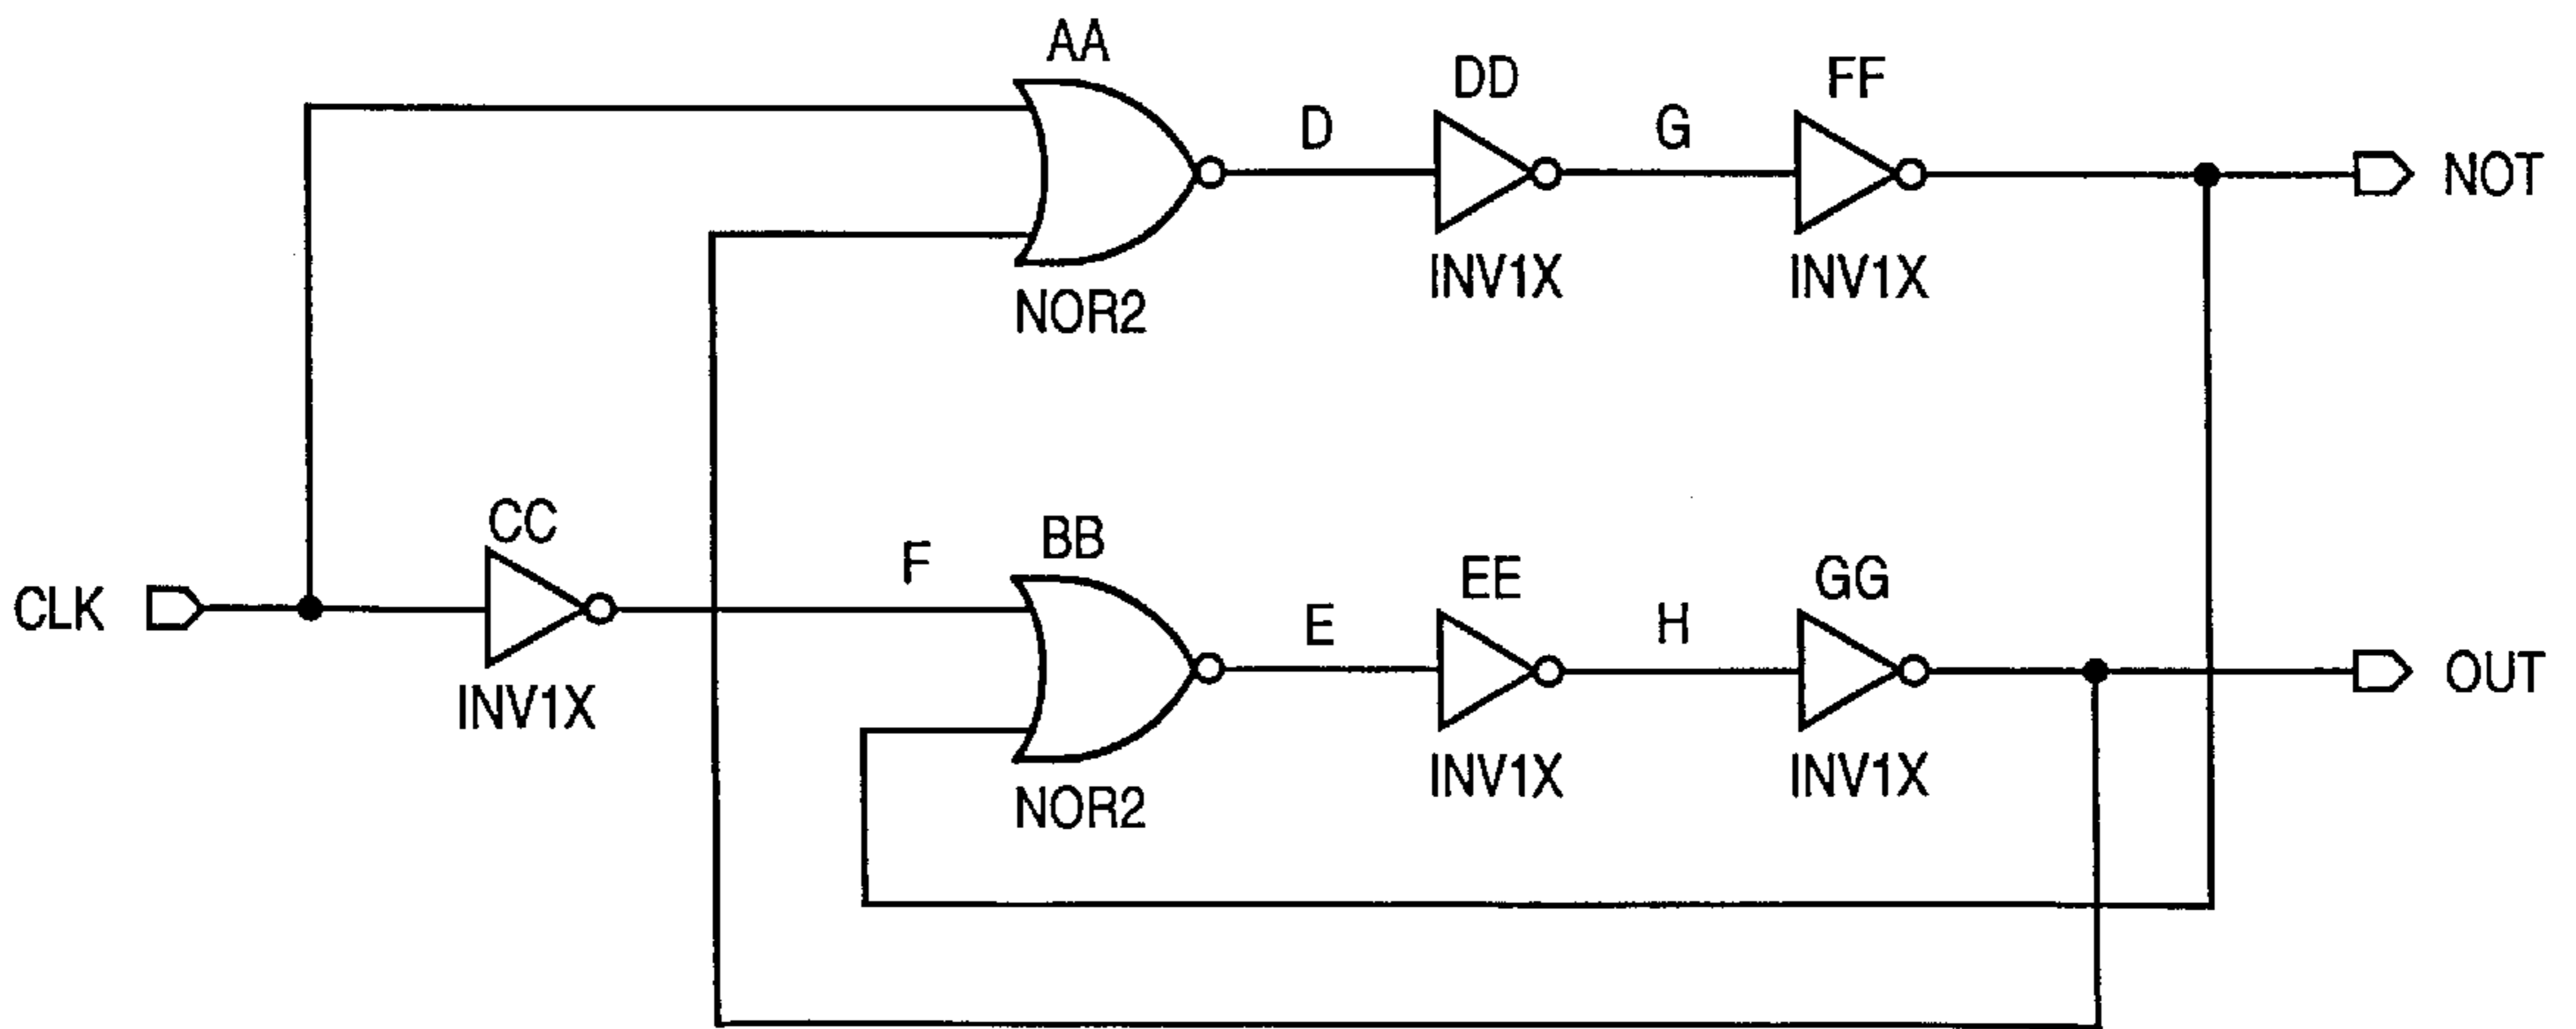 AA
DD
FF
D
G
NOT
INV1X
INV1X
NOR2
CC
BB
F
EE
GG
CLK
E
H
OUT
INV1X
INV1X
INV1X
NOR2